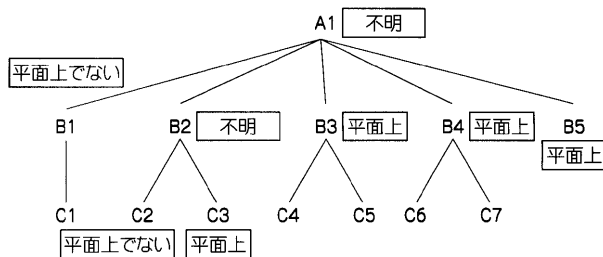 A1 不明
平面上でない
B1 B2 不明 B3 平面上 B4 平面上 B5
平面上
C1 C2 C3 C4 C5 C6 C7
平面上でない 平面上